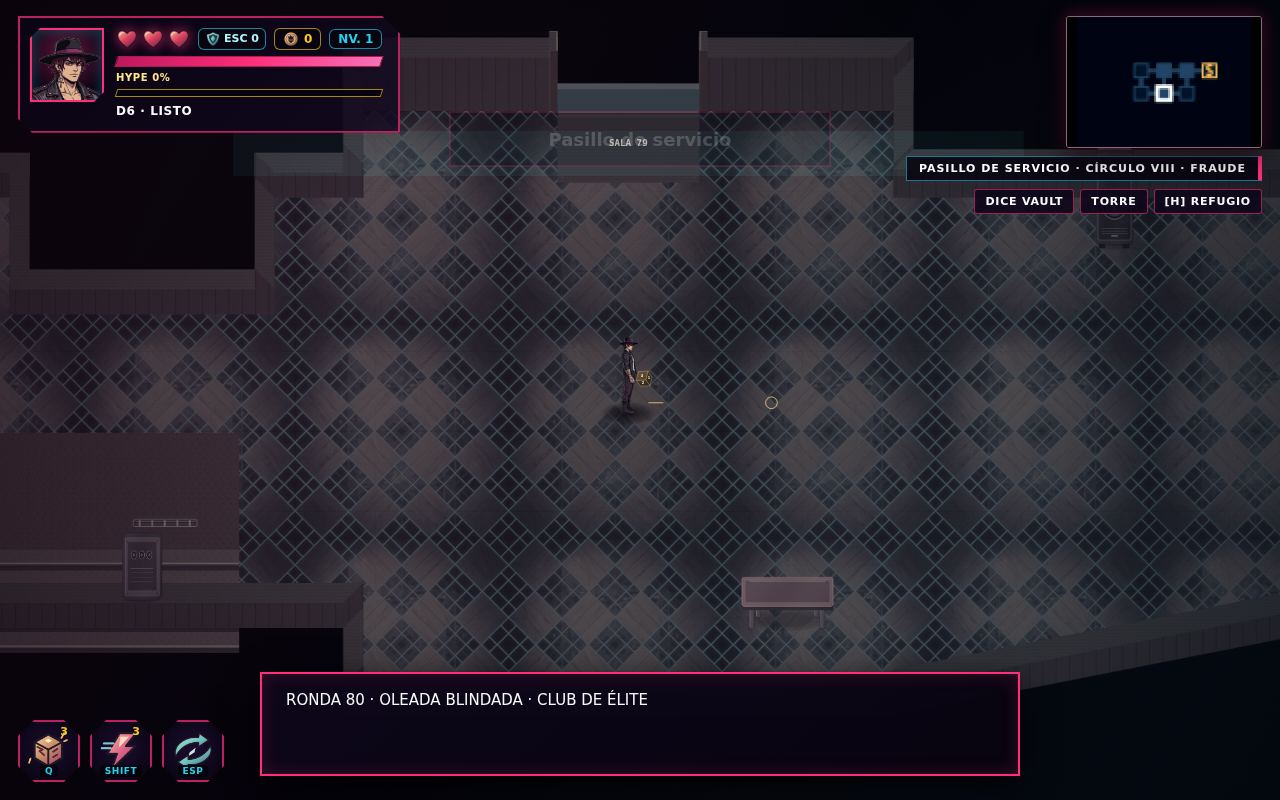 ESC 0
0
NV. 1
HYPE 0%
D6 · LISTO
Pasillo de servicio
SALA 79
PASILLO DE SERVICIO · CÍRCULO VIII · FRAUDE
DICE VAULT
TORRE
[H] REFUGIO
RONDA 80 · OLEADA BLINDADA · CLUB DE ÉLITE
3
Q
3
SHIFT
ESP